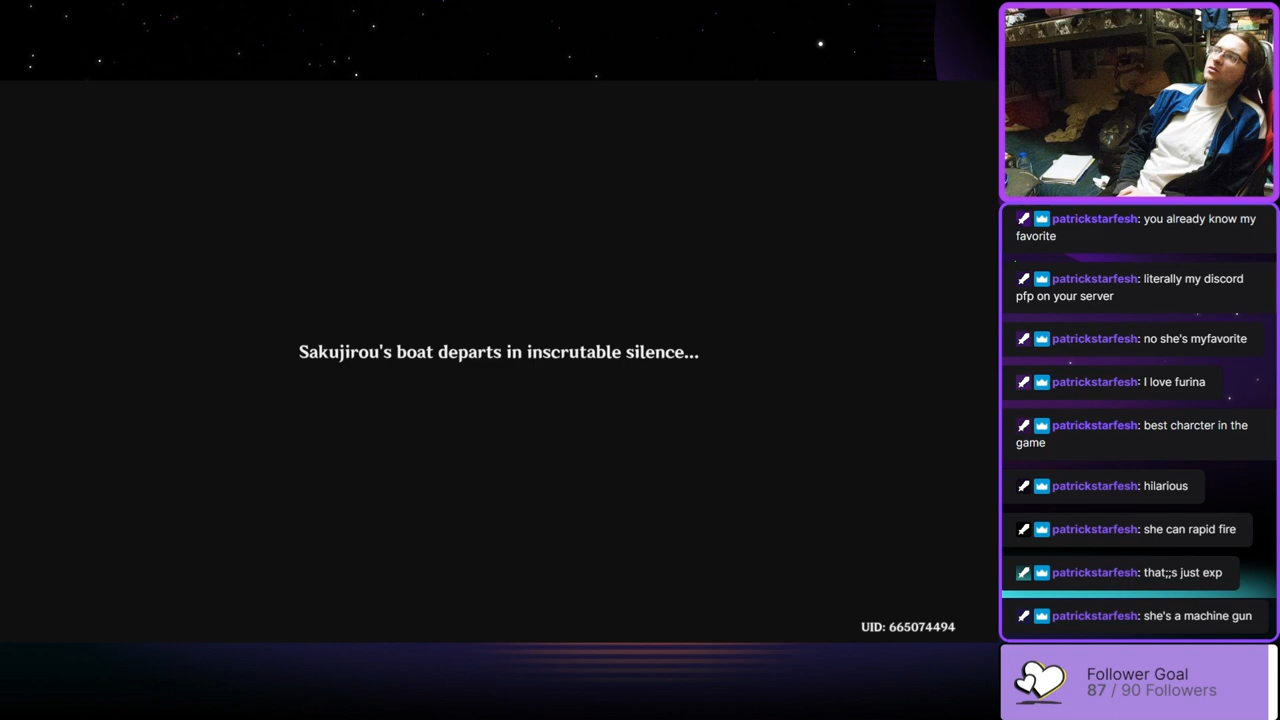 Sakujirou's boat departs in inscrutable silence...
UID: 665074494
patrickstarfesh: you already know my
favorite
patrickstarfesh: literally my discord
pfp on your server
patrickstarfesh: no she's myfavorite
patrickstarfesh: I love furina
patrickstarfesh: best charcter in the
game
patrickstarfesh: hilarious
patrickstarfesh: she can rapid fire
patrickstarfesh: that;;s just exp
patrickstarfesh: she's a machine gun
Follower Goal
87 / 90 Followers